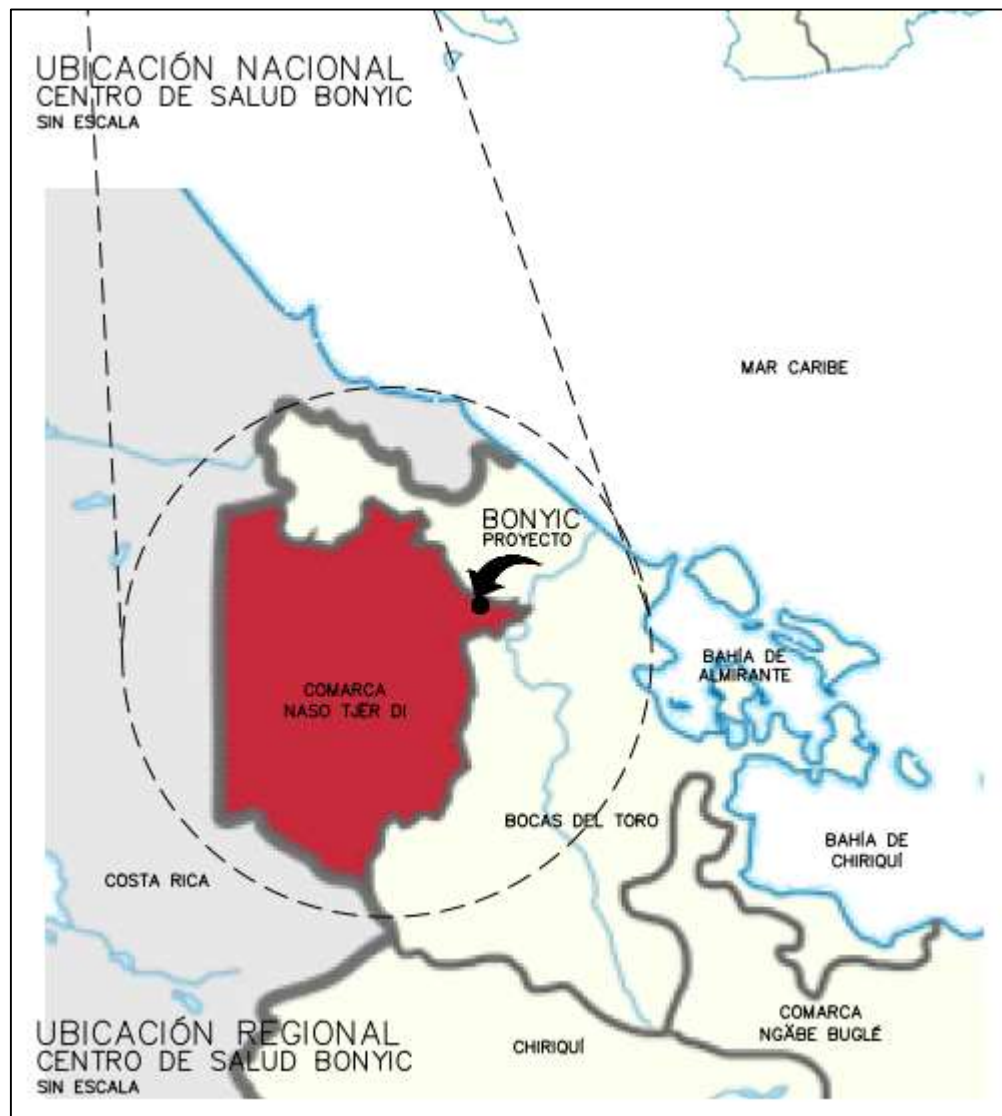 UBICACIÓN NACIONAL
CENTRO DE SALUD BONYIC
SIN ESCALA
MAR CARIBE
BONYIC
PROYECTO
BAHÍA DE
ALMIRANTE
COMARCA
NASO TJËR DI
BOCAS DEL TORO
BAHÍA DE
CHIRIQUÍ
COSTA RICA
COMARCA
NGÄBE BUGLÉ
CHIRIQUÍ
UBICACIÓN REGIONAL
CENTRO DE SALUD BONYIC
SIN ESCALA